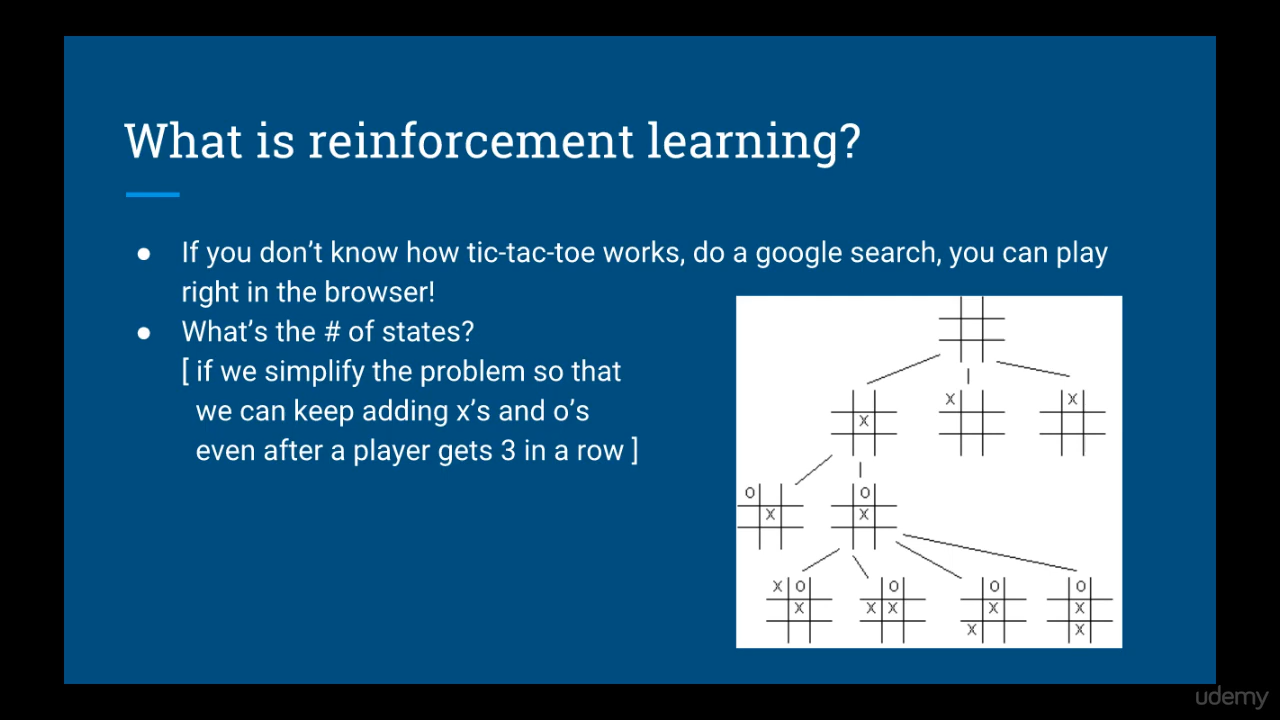 What is reinforcement learning?
● If you don't know how tic-tac-toe works, do a google search, you can play
right in the browser!
● What's the # of states?
[ if we simplify the problem so that
we can keep adding x's and o's
even after a player gets 3 in a row ]
X
X
X
O
X
O
X
X O
X
O
X X
O
X
X
O
X
X
udemy